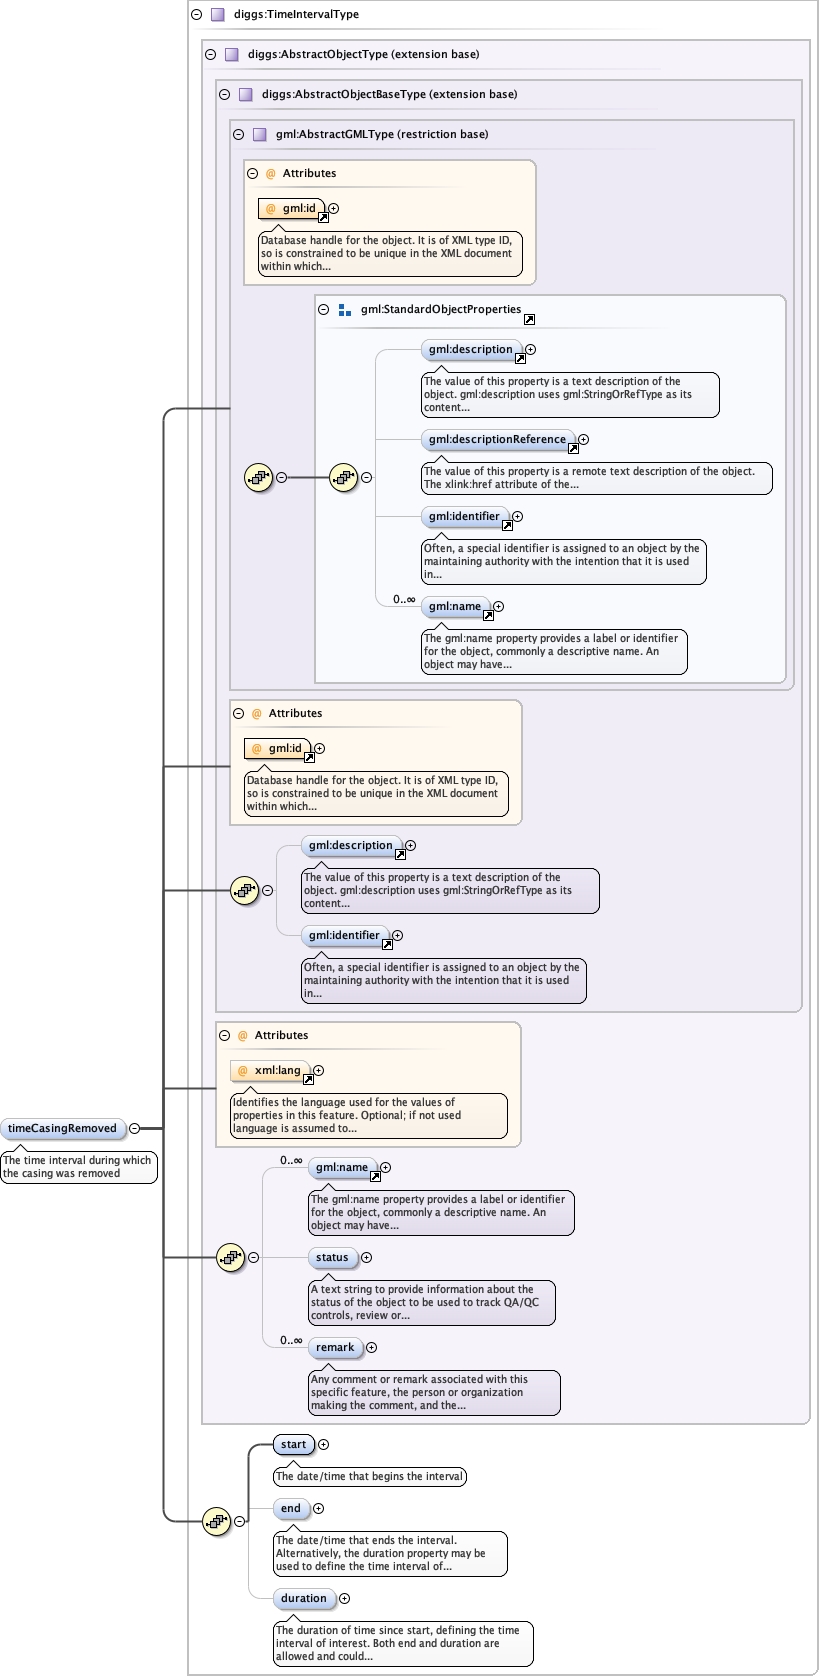 diggs:TimeIntervalType
diggs:AbstractObjectType (extension base)
diggs:AbstractObjectBaseType (extension base)
gml:AbstractGMLType (restriction base)
@ Attributes
@ gml:id
Database handle for the object. It is of XML type ID,
so is constrained to be unique in the XML document
within which...
gml:StandardObjectProperties
gml:description
The value of this property is a text description of the
object. gml:description uses gml:StringOrRefType as its
content...
gml:descriptionReference
The value of this property is a remote text description of the object.
The xlink:href attribute of the...
gml:identifier
Often, a special identifier is assigned to an object by the
maintaining authority with the intention that it is used
in...
0..∞ gml:name
The gml:name property provides a label or identifier
for the object, commonly a descriptive name. An
object may have...
@ Attributes
@ gml:id
Database handle for the object. It is of XML type ID,
so is constrained to be unique in the XML document
within which...
gml:description
The value of this property is a text description of the
object. gml:description uses gml:StringOrRefType as its
content...
gml:identifier
Often, a special identifier is assigned to an object by the
maintaining authority with the intention that it is used
in...
@ Attributes
@ xml:lang
Identifies the language used for the values of
properties in this feature. Optional; if not used
language is assumed to...
timeCasingRemoved
The time interval during which
the casing was removed
0..∞ gml:name
The gml:name property provides a label or identifier
for the object, commonly a descriptive name. An
object may have...
status
A text string to provide information about the
status of the object to be used to track QA/QC
controls, review or...
0..∞ remark
Any comment or remark associated with this
specific feature, the person or organization
making the comment, and the...
start
The date/time that begins the interval
end
The date/time that ends the interval.
Alternatively, the duration property may be
used to define the time interval of...
duration
The duration of time since start, defining the time
interval of interest. Both end and duration are
allowed and could...